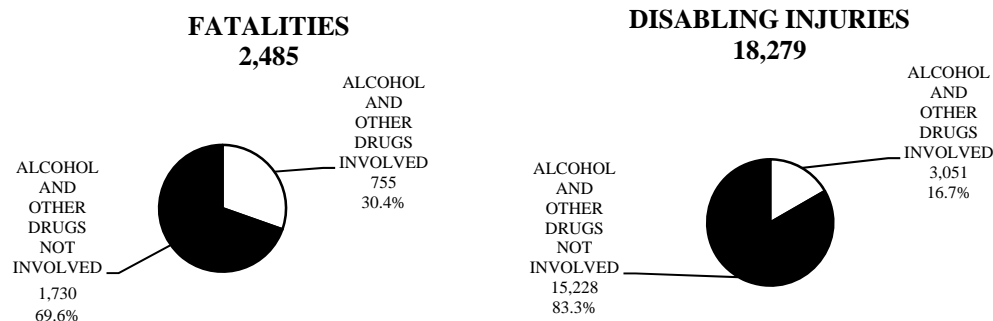 FATALITIES
2,485
ALCOHOL
AND
OTHER
DRUGS
INVOLVED
755
30.4%
ALCOHOL
AND
OTHER
DRUGS
NOT
INVOLVED
1,730
69.6%
DISABLING INJURIES
18,279
ALCOHOL
AND
OTHER
DRUGS
INVOLVED
3,051
16.7%
ALCOHOL
AND
OTHER
DRUGS
NOT
INVOLVED
15,228
83.3%